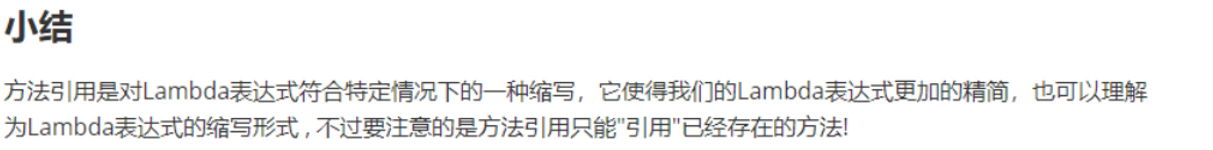 小结
方法引用是对Lambda表达式符合特定情况下的一种缩写，它使得我们的Lambda表达式更加的精简，也可以理解
为Lambda表达式的缩写形式 , 不过要注意的是方法引用只能"引用"已经存在的方法!